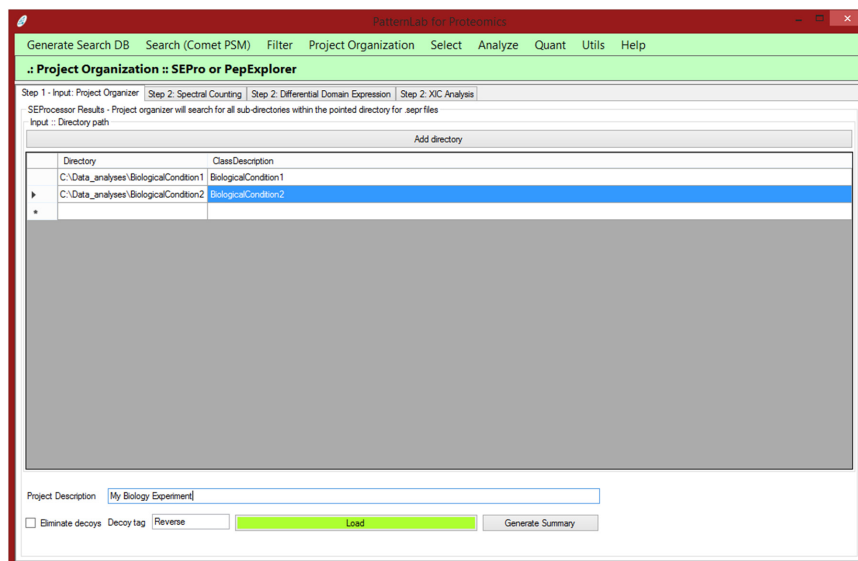 PatternLab for Proteomics
Generate Search DB Search (Comet PSM) Filter Project Organization Select Analyze Quant Utils Help
.: Project Organization :: SEPro or PepExplorer
Step 1 - Input: Project Organizer Step 2: Spectral Counting Step 2: Differential Domain Expression Step 2: XIC Analysis
SEProcessor Results - Project organizer will search for all sub-directories within the pointed directory for .sepr files
Input :: Directory path
Add directory
Directory ClassDescription
C:\Data_analyses\BiologicalCondition1 BiologicalCondition1
C:\Data_analyses\BiologicalCondition2 BiologicalCondition2
Project Description My Biology Experiment
Eliminate decoys Decoy tag Reverse Load Generate Summary